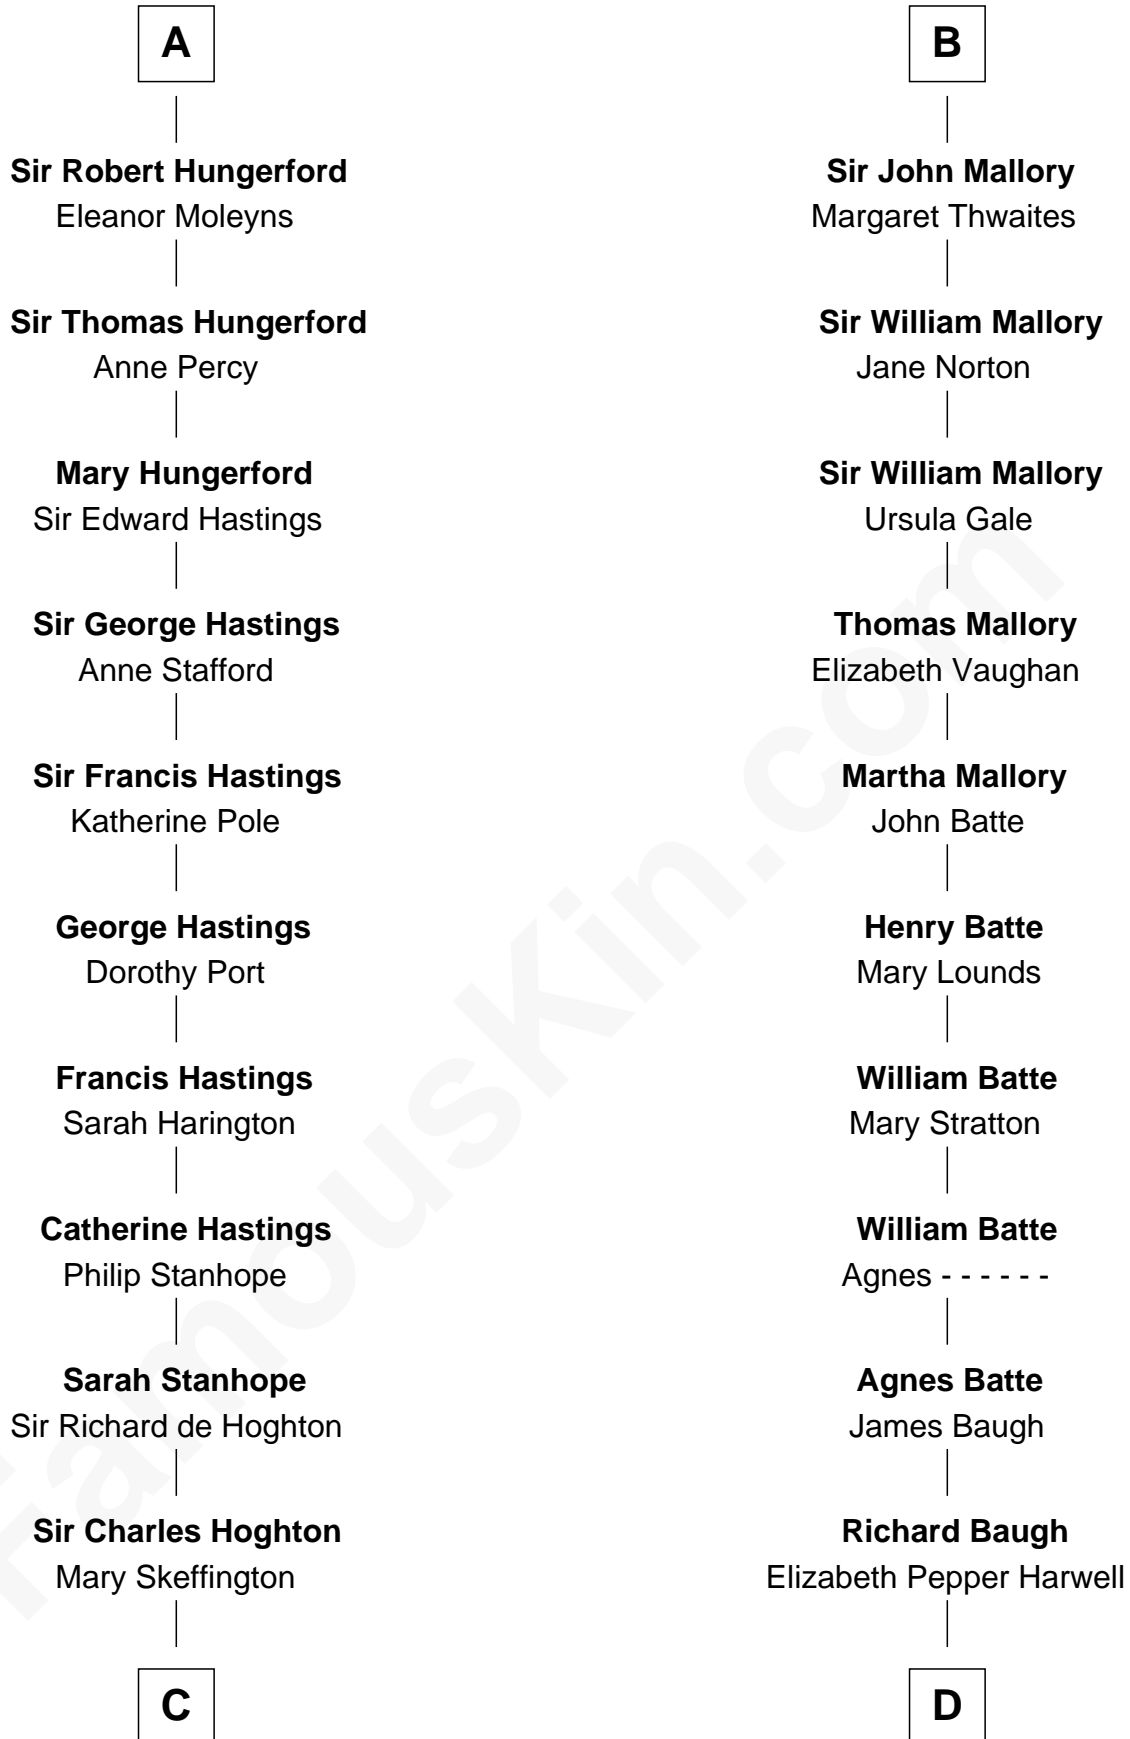 A
Sir Robert Hungerford
Eleanor Moleyns
Sir Thomas Hungerford
Anne Percy
Mary Hungerford
Sir Edward Hastings
Sir George Hastings
Anne Stafford
Sir Francis Hastings
Katherine Pole
George Hastings
Dorothy Port
Francis Hastings
Sarah Harington
Catherine Hastings
Philip Stanhope
Sarah Stanhope
Sir Richard de Hoghton
Sir Charles Hoghton
Mary Skeffington
C
B
Sir John Mallory
Margaret Thwaites
Sir William Mallory
Jane Norton
Sir William Mallory
Ursula Gale
Thomas Mallory
Elizabeth Vaughan
Martha Mallory
John Batte
Henry Batte
Mary Lounds
William Batte
Mary Stratton
William Batte
Agnes - - - - - -
Agnes Batte
James Baugh
Richard Baugh
Elizabeth Pepper Harwell
D
FamousKin.com